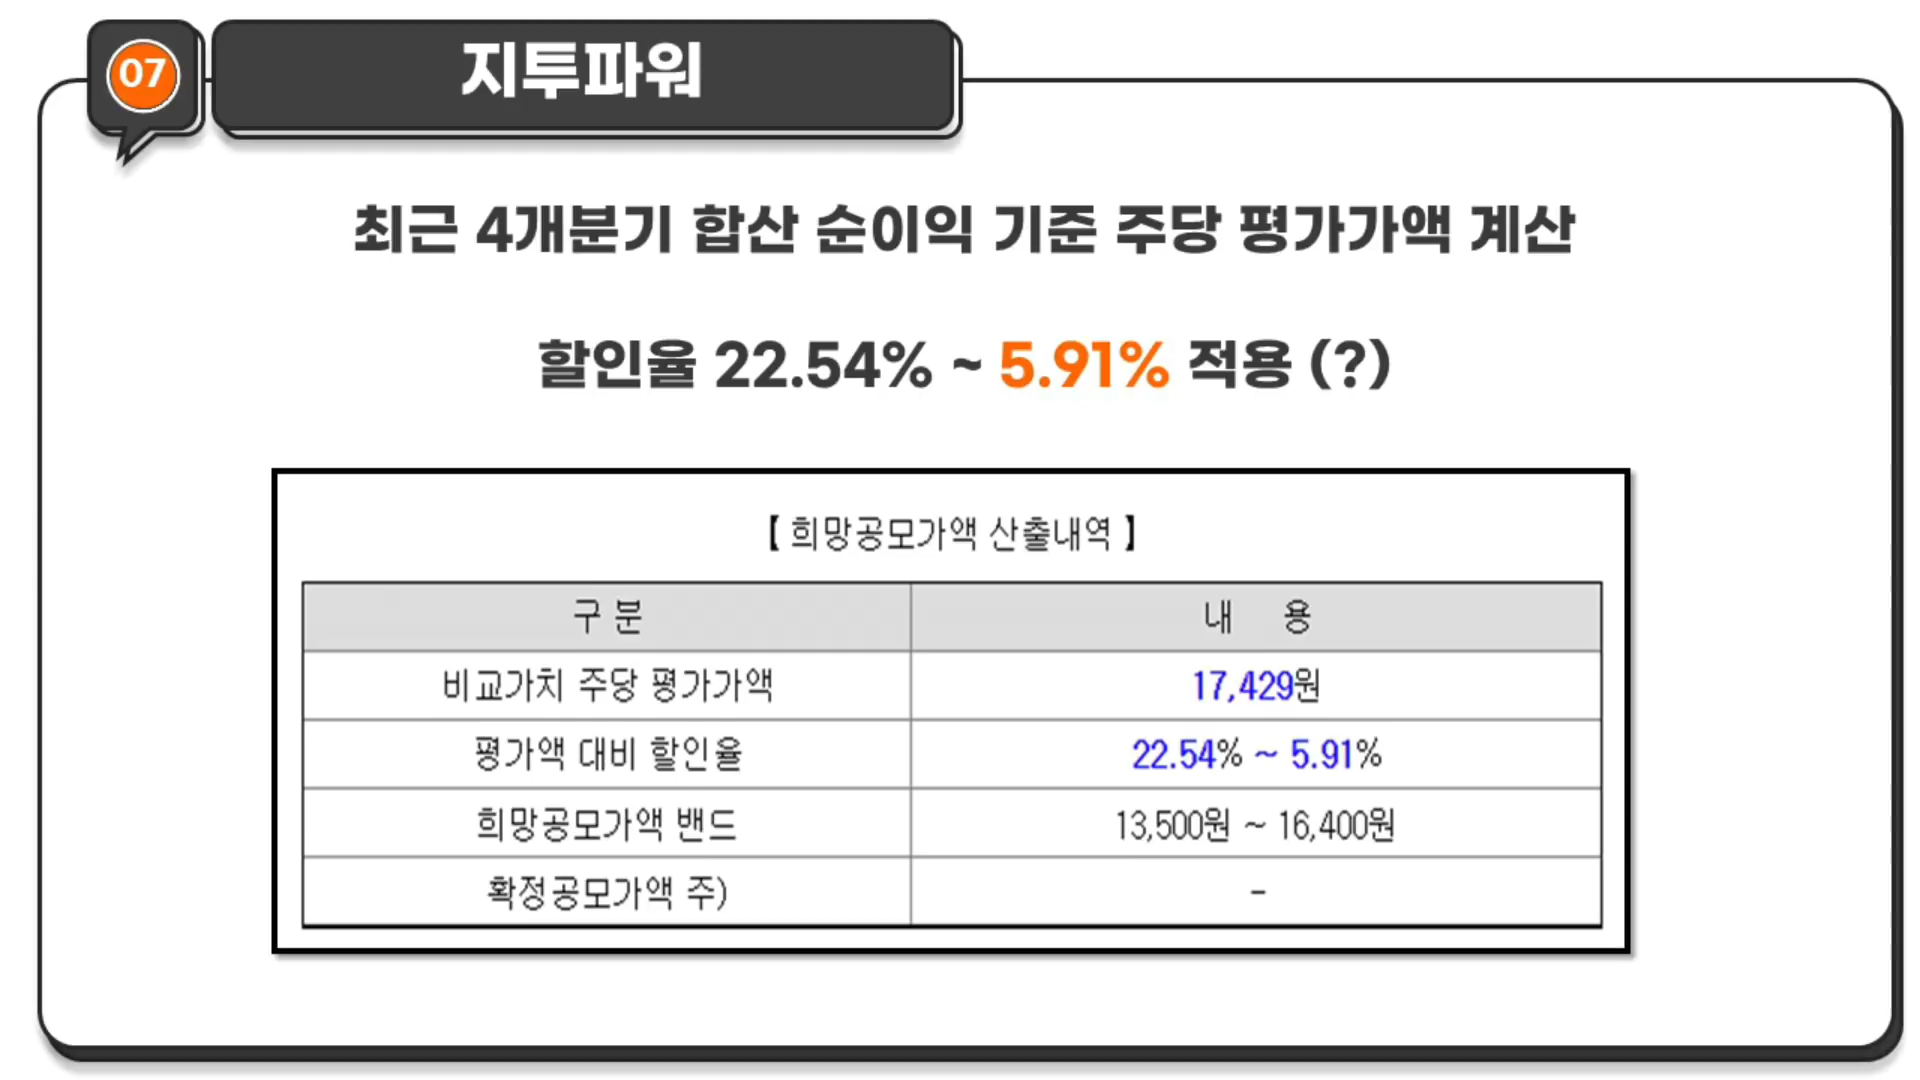 07
지투파워
최근 4개분기 합산 순이익 기준 주당 평가가액 계산
할인율 22.54% ~ 5.91% 적용 (?)
【 희망공모가액 산출내역 】
구 분 내 용
비교가치 주당 평가가액 17,429원
평가액 대비 할인율 22.54% ~ 5.91%
희망공모가액 밴드 13,500원 ~ 16,400원
확정공모가액 주) -